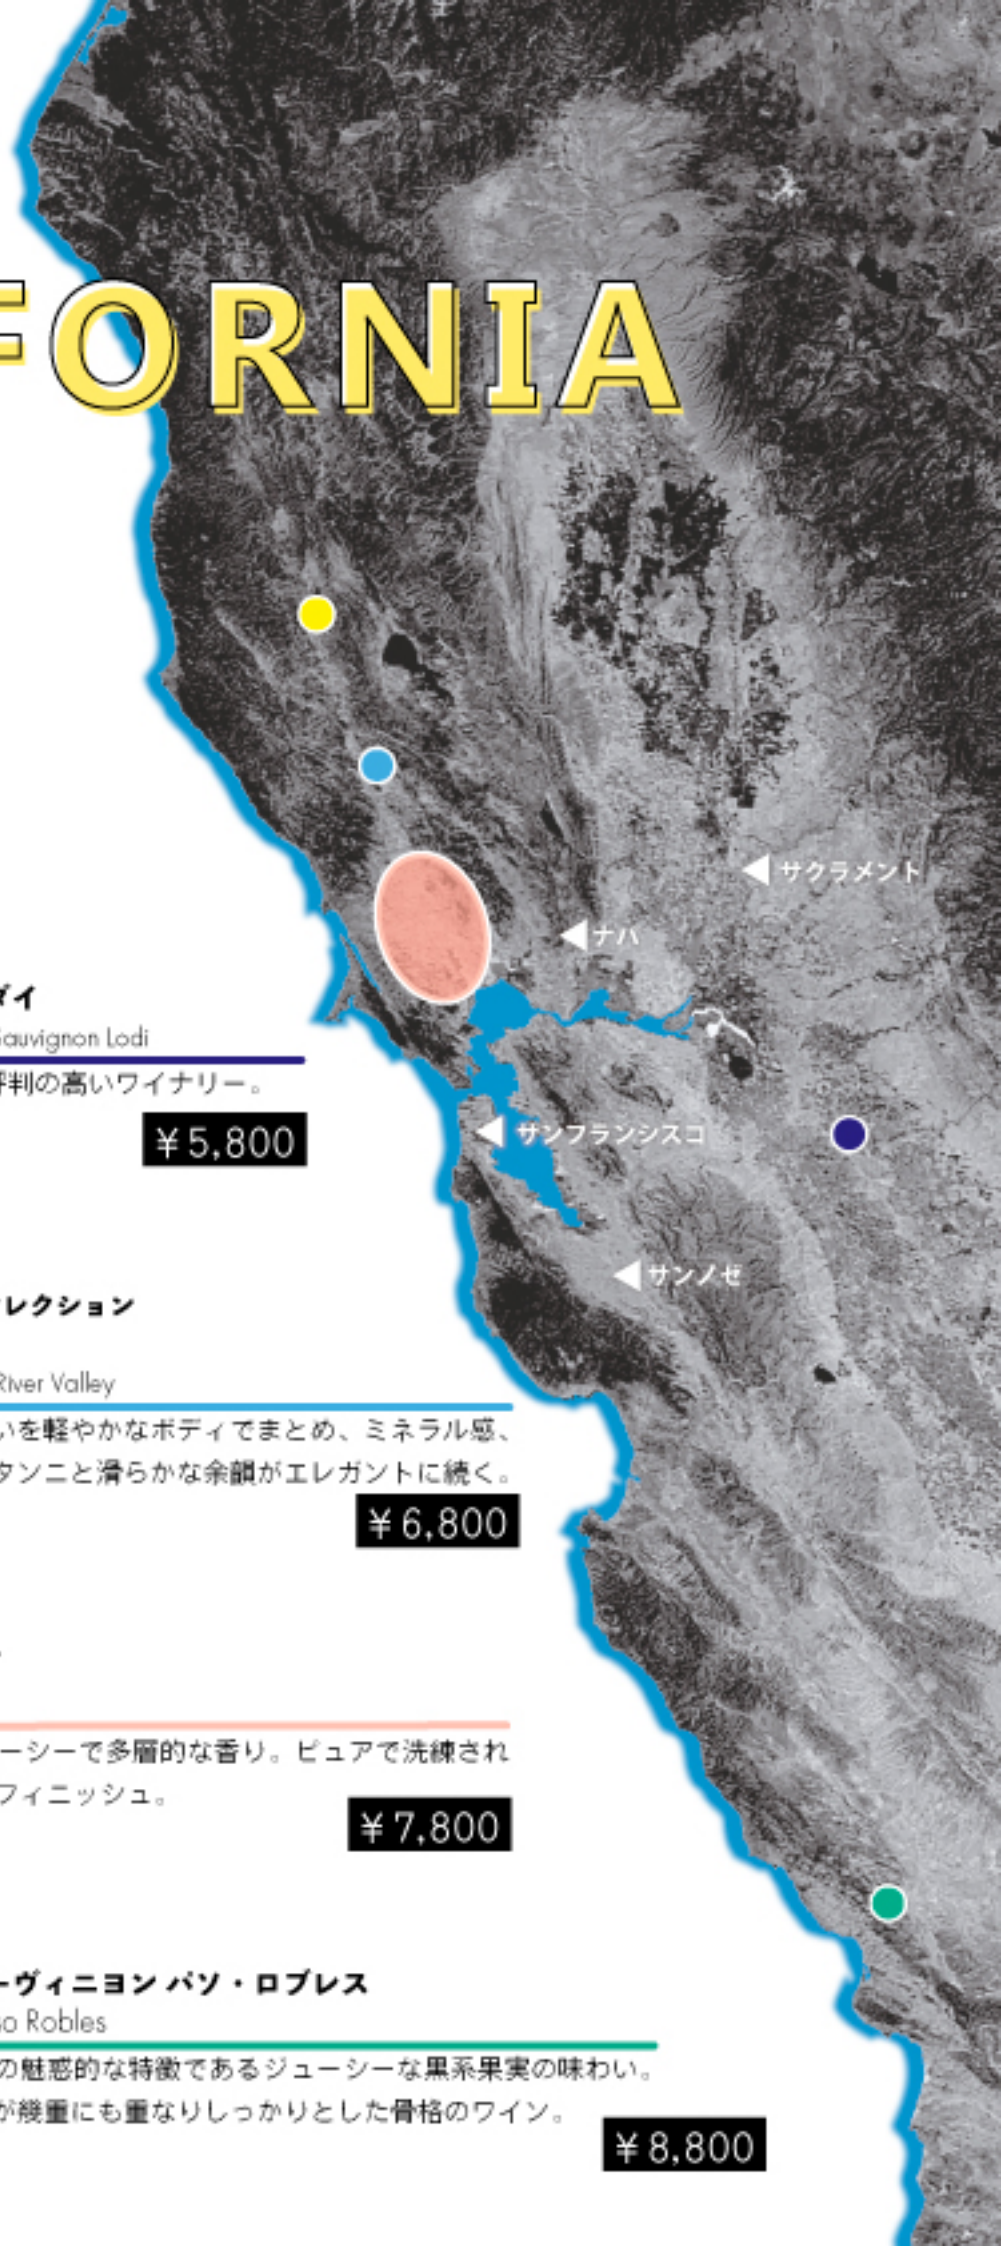 FORNIA
サクラメント
ナパ
ダイ
Sauvignon Lodi
評判の高いワイナリー。
¥5,800
サンフランシスコ
サンノゼ
レクション
River Valley
いを軽やかなボディでまとめ、ミネラル感、
タンニと滑らかな余韻がエレガントに続く。
¥6,800
ーシーで多層的な香り。ピュアで洗練され
フィニッシュ。
¥7,800
ーヴィニヨン パソ・ロブレス
so Robles
の魅惑的な特徴であるジューシーな黒系果実の味わい。
が幾重にも重なりしっかりとした骨格のワイン。
¥8,800